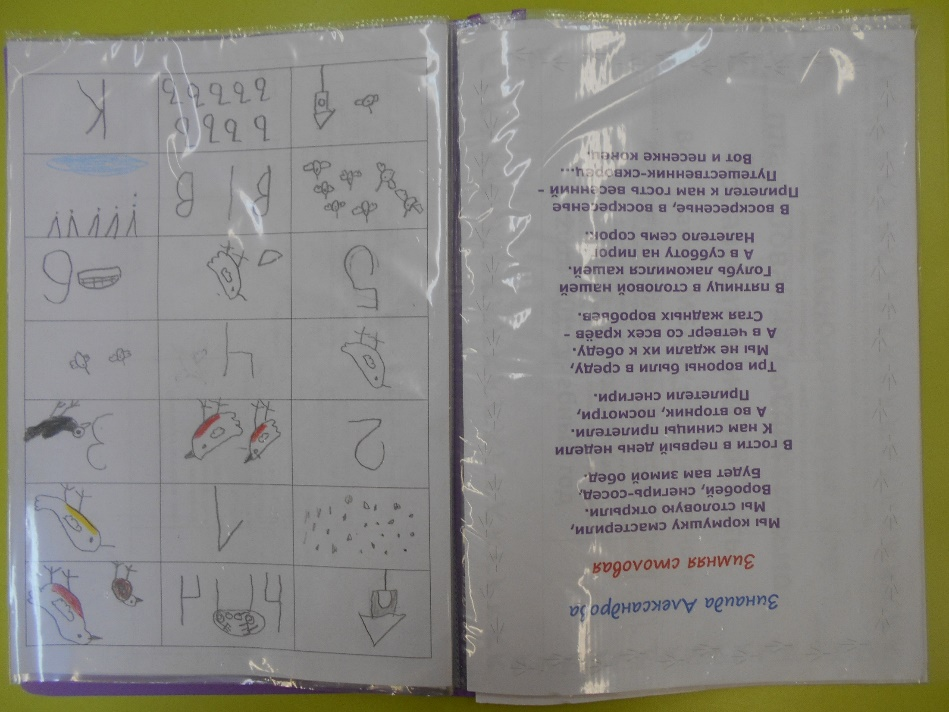 Зинаида Александрова
Зимняя столовая
Мы кормушку смастерили,
Мы столовую открыли.
Воробей, снегирь-сосед,
Будет вам зимой обед.
В гости в первый день недели
К нам синицы прилетели.
А во вторник, посмотри,
Прилетели снегири.
Три вороны были в среду,
Мы не ждали их к обеду.
А в четверг со всех краёв -
Стая жадных воробьёв.
В пятницу в столовой нашей
Голубь лакомился кашей.
А в субботу на пирог
Налетело семь сорок.
В воскресенье, в воскресенье
Прилетел к нам гость весенний -
Путешественник-скворец...
Вот и песенке конец.
2
3
5
6